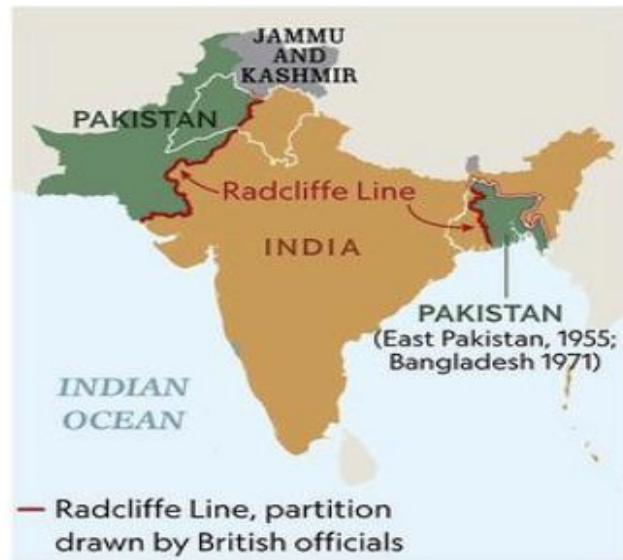 JAMMU
AND
KASHMIR
PAKISTAN
Radcliffe Line
INDIA
PAKISTAN
(East Pakistan, 1955;
Bangladesh 1971)
INDIAN
OCEAN
Radcliffe Line, partition
drawn by British officials